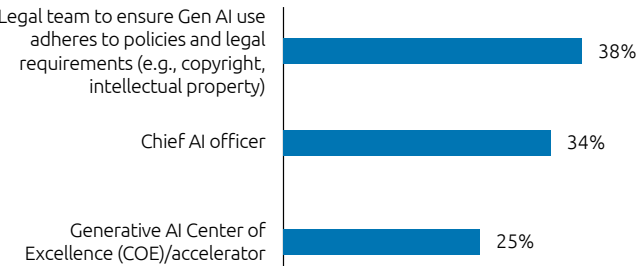 Legal team to ensure Gen AI use
adheres to policies and legal
requirements (e.g., copyright,
intellectual property)
38%
Chief AI officer
34%
Generative AI Center of
Excellence (COE)/accelerator
25%